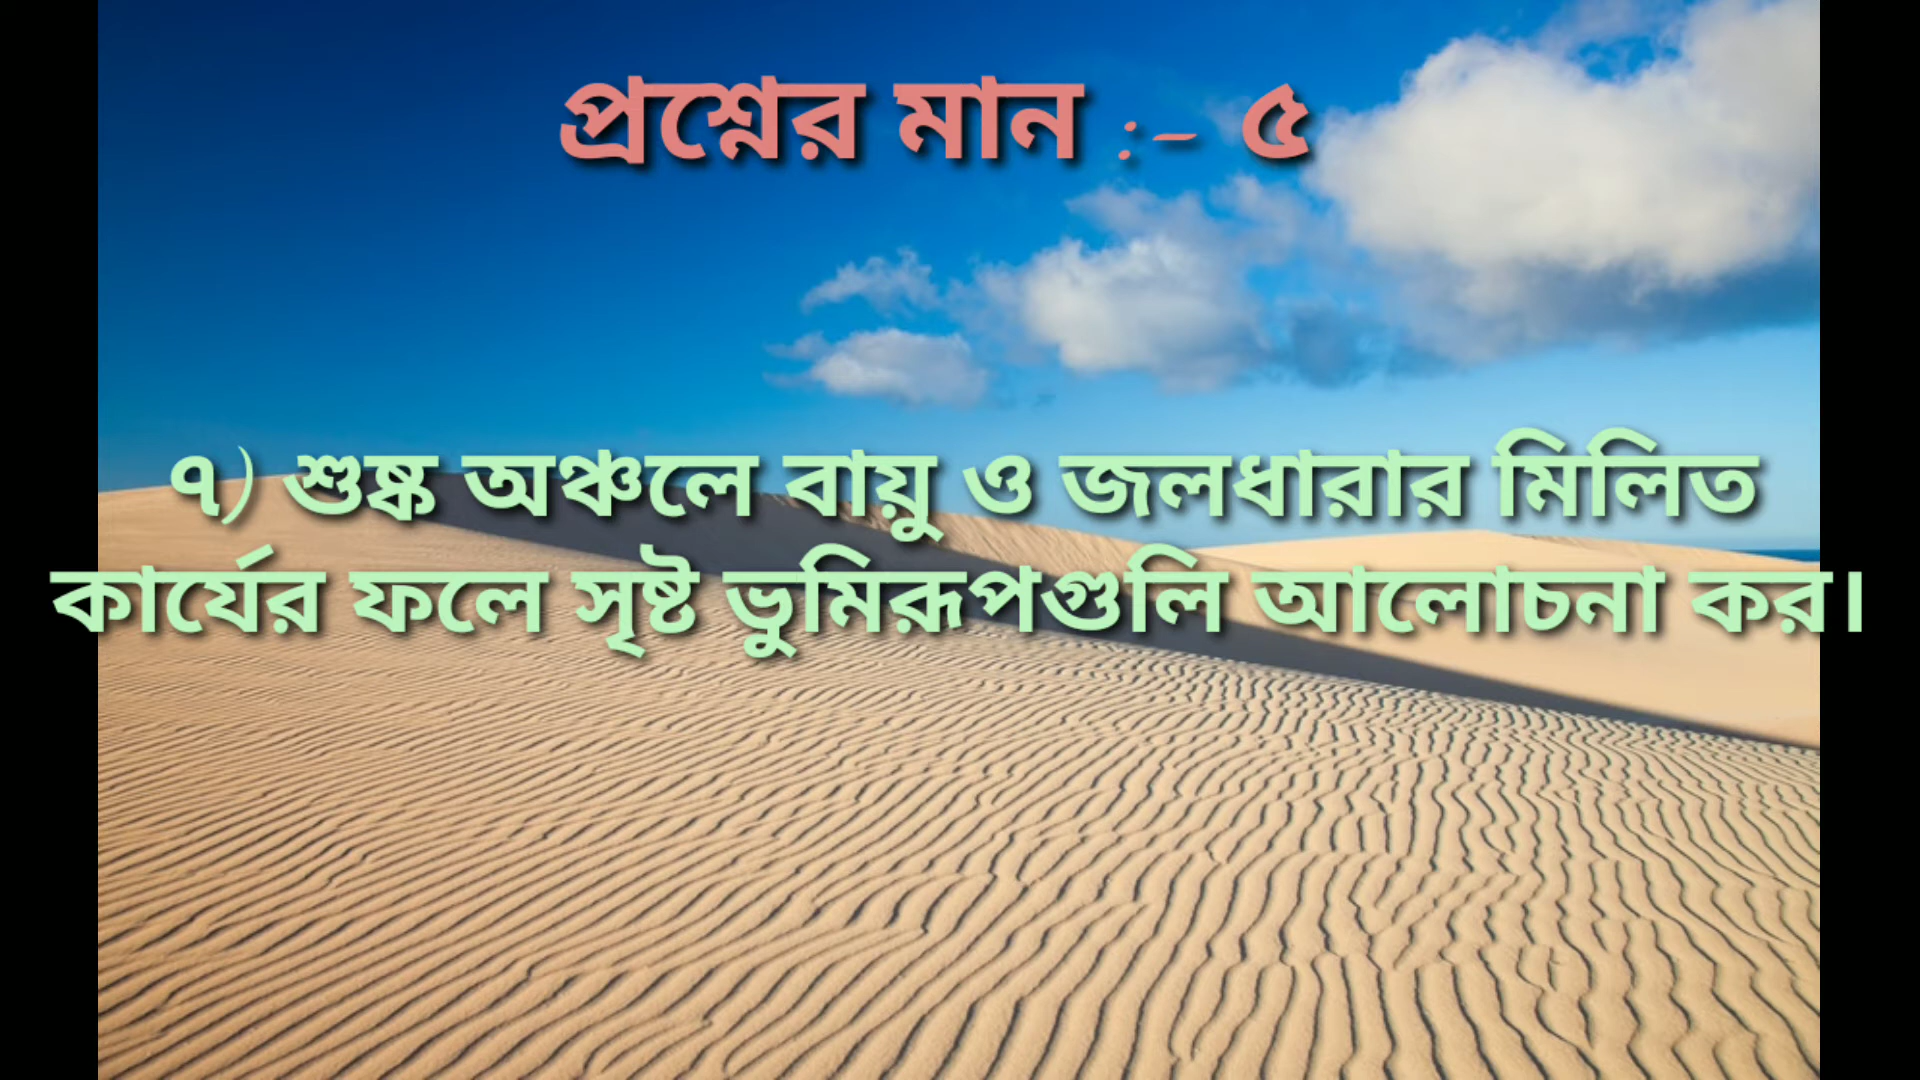 প্রশ্নের মান :- ৫
৭) শুষ্ক অঞ্চলে বায়ু ও জলধারার মিলিত
কার্যের ফলে সৃষ্ট ভুমিরূপগুলি আলোচনা কর।